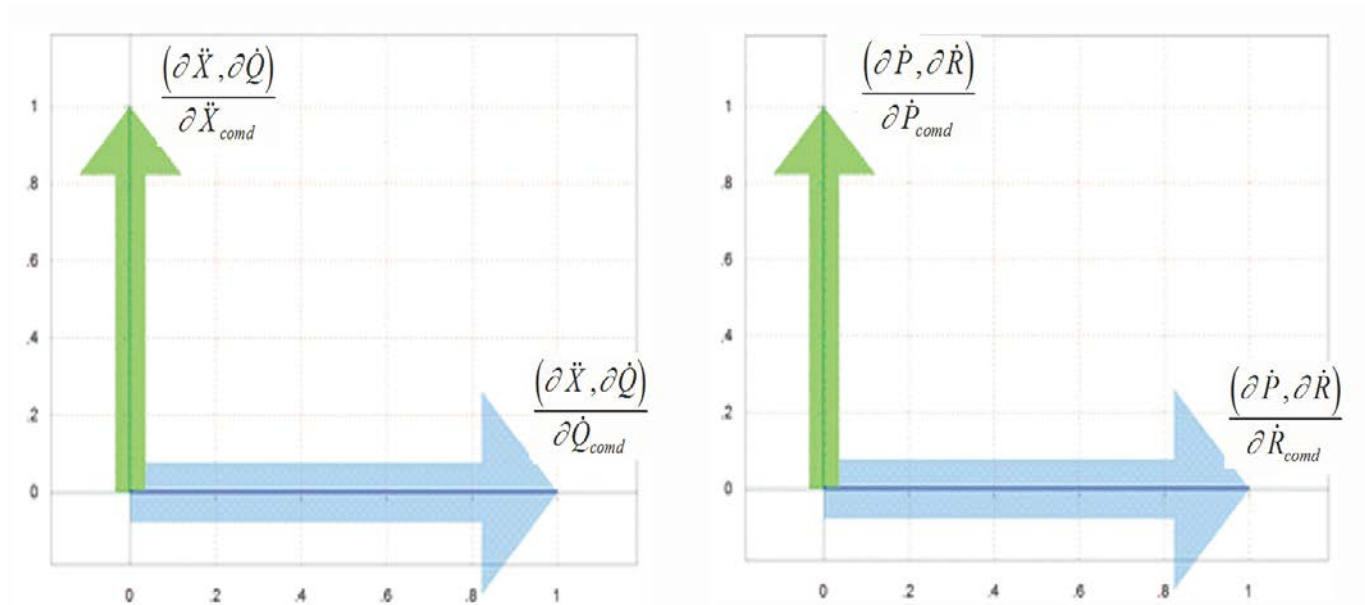 (∂Ẍ, ∂Q̇)
∂Ẍcomd
1
.8
.6
.4
.2
0
(∂Ẍ, ∂Q̇)
∂Q̇comd
0 .2 .4 .6 .8 1
(∂Ṗ, ∂Ṙ)
∂Ṗcomd
1
.8
.6
.4
.2
0
(∂Ṗ, ∂Ṙ)
∂Ṙcomd
0 .2 .4 .6 .8 1